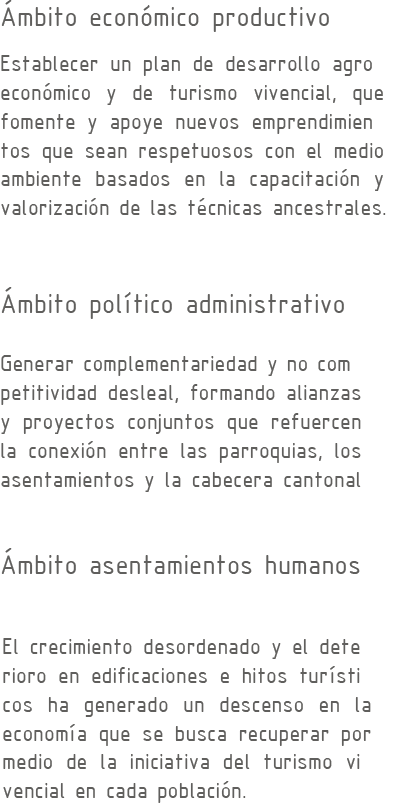 Ámbito económico productivo
Establecer un plan de desarrollo agro
económico y de turismo vivencial, que
fomente y apoye nuevos emprendimien
tos que sean respetuosos con el medio
ambiente basados en la capacitación y
valorización de las técnicas ancestrales.
Ámbito político administrativo
Generar complementariedad y no com
petitividad desleal, formando alianzas
y proyectos conjuntos que refuercen
la conexión entre las parroquias, los
asentamientos y la cabecera cantonal
Ámbito asentamientos humanos
El crecimiento desordenado y el dete
rioro en edificaciones e hitos turísti
cos ha generado un descenso en la
economía que se busca recuperar por
medio de la iniciativa del turismo vi
vencial en cada población.